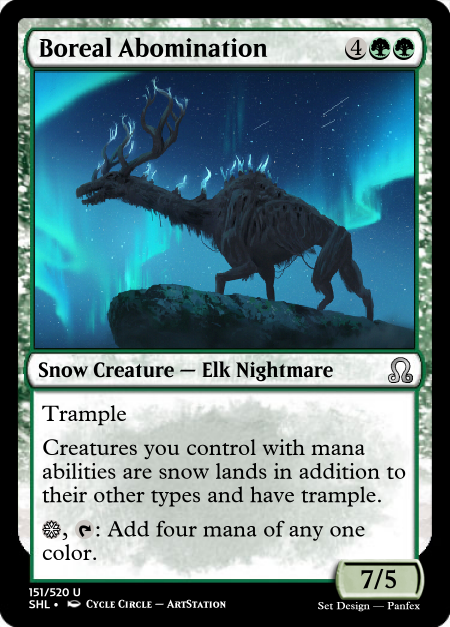 Boreal Abomination 4
Snow Creature — Elk Nightmare
Trample
Creatures you control with mana
abilities are snow lands in addition to
their other types and have trample.
, : Add four mana of any one
color.
7/5
151/520 U
SHL • Cycle Circle — ArtStation
Set Design — Panfex